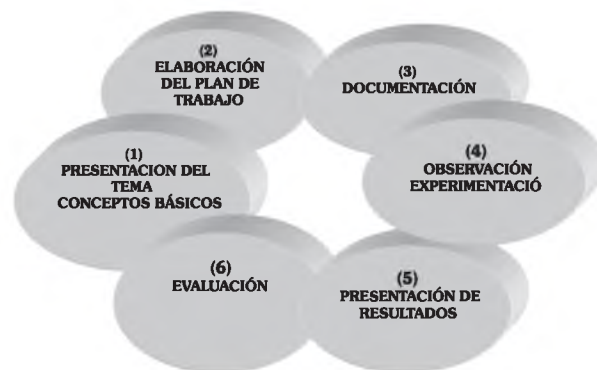 (1)
PRESENTACION DEL
TEMA
CONCEPTOS BÁSICOS
(2)
ELABORACIÓN
DEL PLAN DE
TRABAJO
(3)
DOCUMENTACIÓN
(4)
OBSERVACIÓN
EXPERIMENTACIÓ
(5)
PRESENTACIÓN DE
RESULTADOS
(6)
EVALUACIÓN